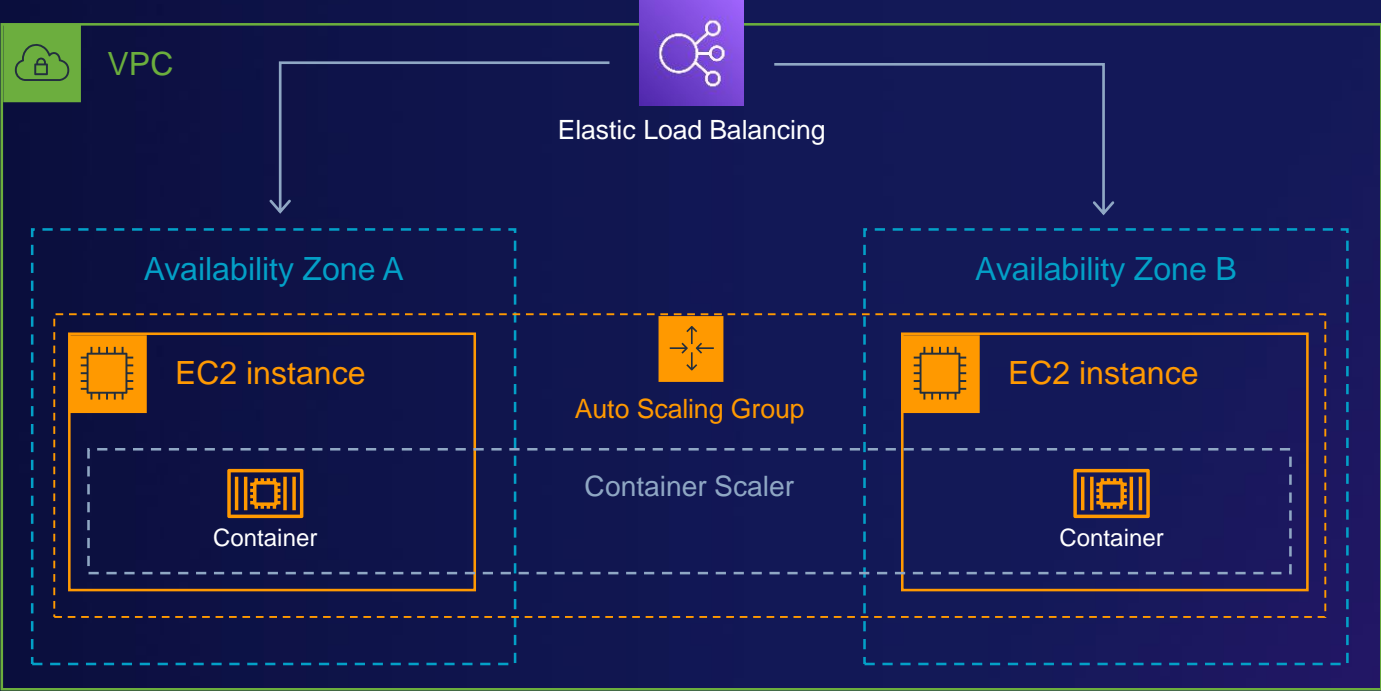 VPC
Elastic Load Balancing
Availability Zone A
Availability Zone B
EC2 instance
EC2 instance
Auto Scaling Group
Container Scaler
Container
Container